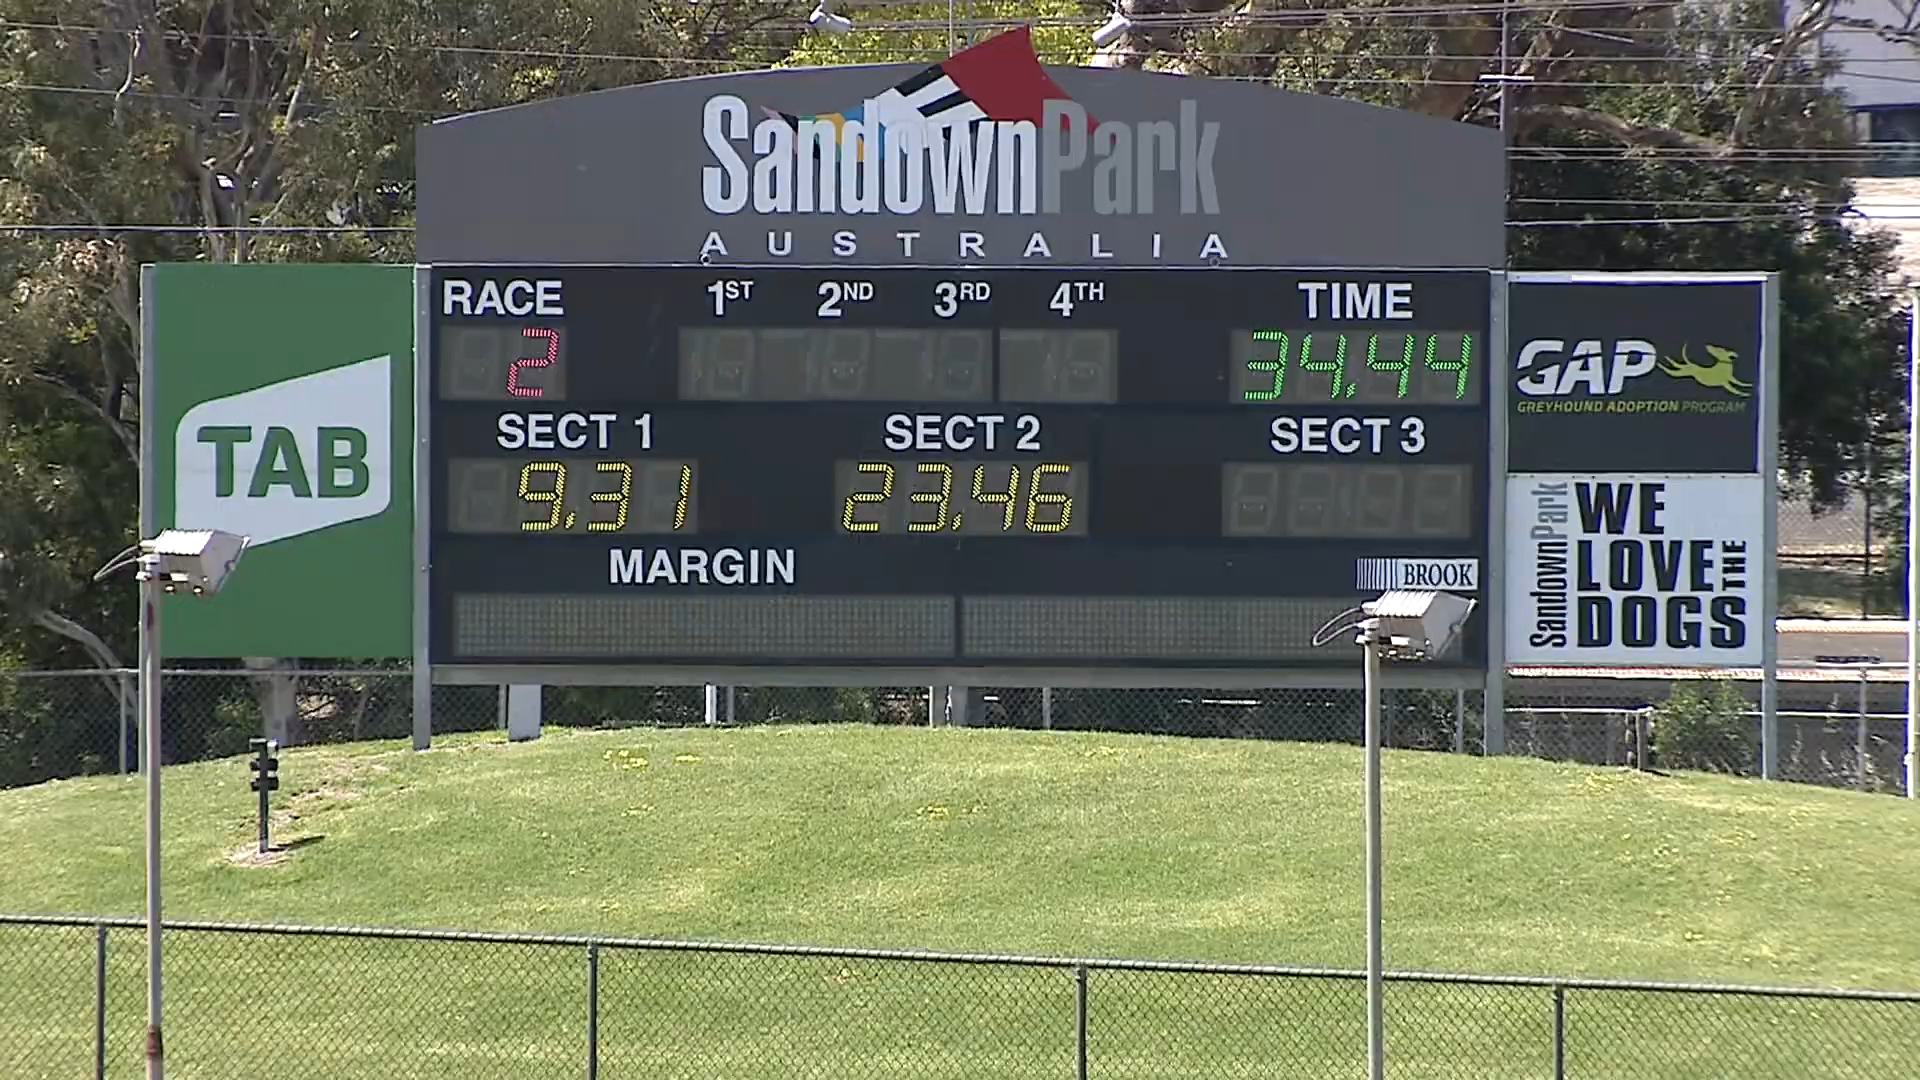 SandownPark
AUSTRALIA
RACE 1ST 2ND 3RD 4TH TIME
2 34.44
SECT 1 SECT 2 SECT 3
9.31 23.46
MARGIN
BROOK
TAB
GAP
GREYHOUND ADOPTION PROGRAM
SandownPark
WE
LOVE THE
DOGS